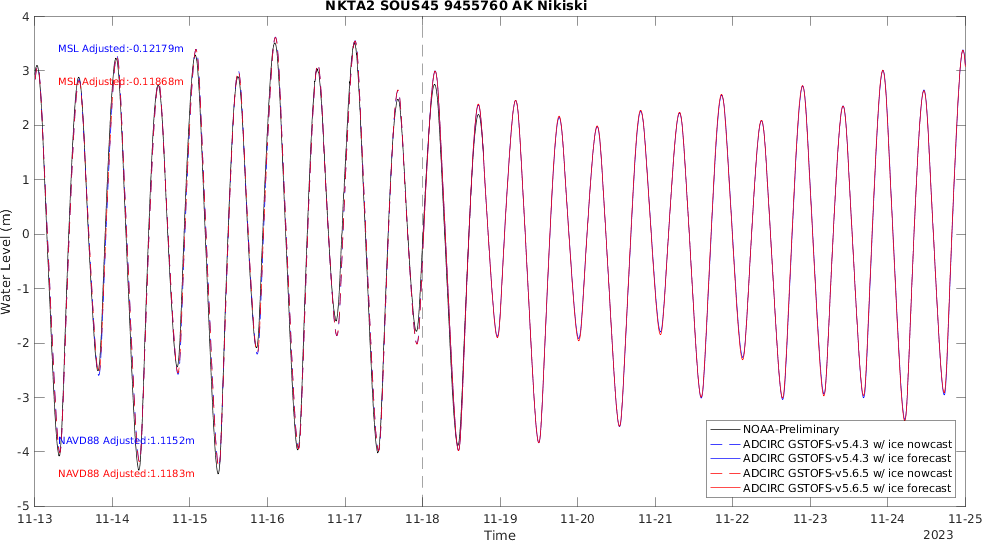 NKTA2 SOUS45 9455760 AK Nikiski
4
3
2
1
0
-1
-2
-3
-4
-5
Water Level (m)
MSL Adjusted:-0.12179m
MSL Adjusted:-0.11868m
NAVD88 Adjusted:1.1152m
NAVD88 Adjusted:1.1183m
NOAA-Preliminary
ADCIRC GSTOFS-v5.4.3 w/ ice nowcast
ADCIRC GSTOFS-v5.4.3 w/ ice forecast
ADCIRC GSTOFS-v5.6.5 w/ ice nowcast
ADCIRC GSTOFS-v5.6.5 w/ ice forecast
11-13 11-14 11-15 11-16 11-17 11-18 11-19 11-20 11-21 11-22 11-23 11-24 11-25
Time
2023